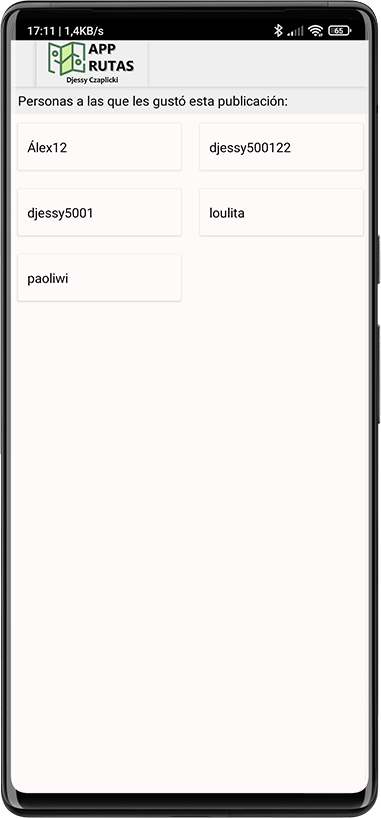 17:11 | 1,4KB/s
65
APP
RUTAS
Djessy Czaplicki
Personas a las que les gustó esta publicación:
Álex12
djessy500122
djessy5001
loulita
paoliwi